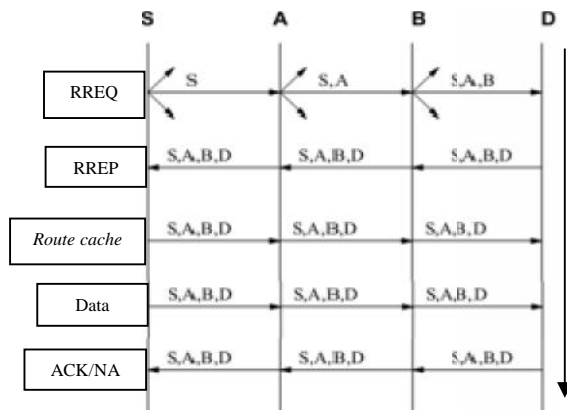 S A B D
RREQ S S,A S,A,B
RREP S,A,B,D S,A,B,D S,A,B,D
Route cache S,A,B,D S,A,B,D S,A,B,D
Data S,A,B,D S,A,B,D S,A,B,D
ACK/NA S,A,B,D S,A,B,D S,A,B,D